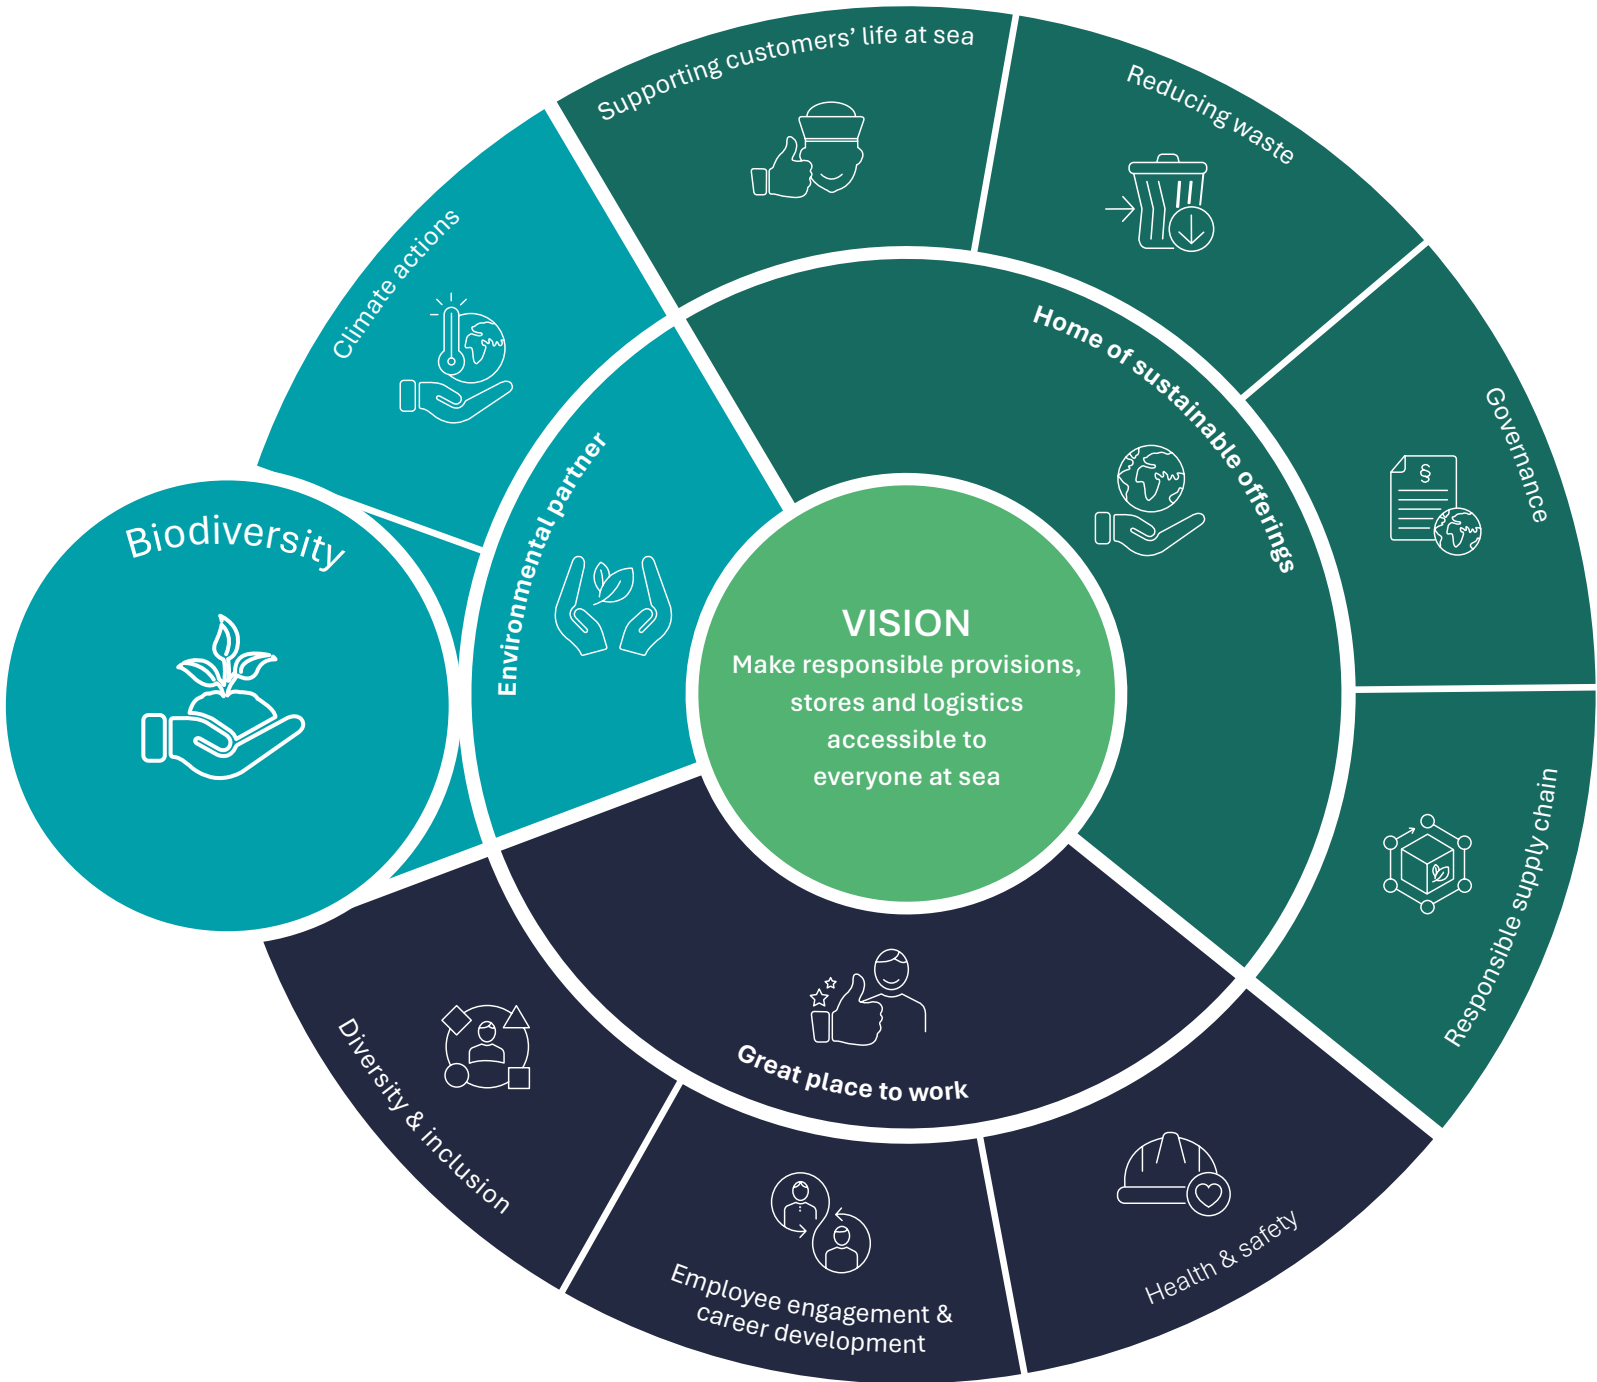 Supporting customers’ life at sea
Reducing waste
Governance
Responsible supply chain
Home of sustainable offerings
Climate actions
Biodiversity
Environmental partner
VISION
Make responsible provisions,
stores and logistics
accessible to
everyone at sea
Great place to work
Diversity & inclusion
Employee engagement &
career development
Health & safety
§